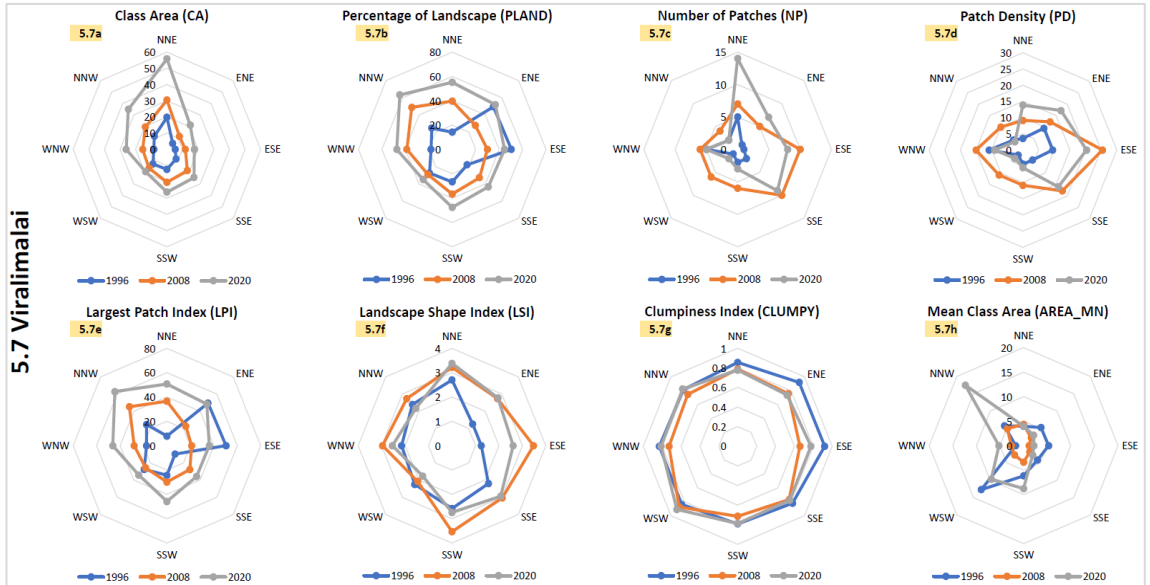 5.7 Viralimalai
Class Area (CA)
5.7a
NNE
60
50
40
30
20
10
0
ENE
ESE
SSE
SSW
WSW
WNW
NNW
1996 2008 2020
Percentage of Landscape (PLAND)
5.7b
NNE
80
60
40
20
0
ENE
ESE
SSE
SSW
WSW
WNW
NNW
1996 2008 2020
Number of Patches (NP)
5.7c
NNE
15
10
5
0
ENE
ESE
SSE
SSW
WSW
WNW
NNW
1996 2008 2020
Patch Density (PD)
5.7d
NNE
30
25
20
15
10
5
0
ENE
ESE
SSE
SSW
WSW
WNW
NNW
1996 2008 2020
Largest Patch Index (LPI)
5.7e
NNE
80
60
40
20
0
ENE
ESE
SSE
SSW
WSW
WNW
NNW
1996 2008 2020
Landscape Shape Index (LSI)
5.7f
NNE
4
3
2
1
0
ENE
ESE
SSE
SSW
WSW
WNW
NNW
1996 2008 2020
Clumpiness Index (CLUMPY)
5.7g
NNE
1
0.8
0.6
0.4
0.2
0
ENE
ESE
SSE
SSW
WSW
WNW
NNW
1996 2008 2020
Mean Class Area (AREA_MN)
5.7h
NNE
20
15
10
5
0
ENE
ESE
SSE
SSW
WSW
WNW
NNW
1996 2008 2020